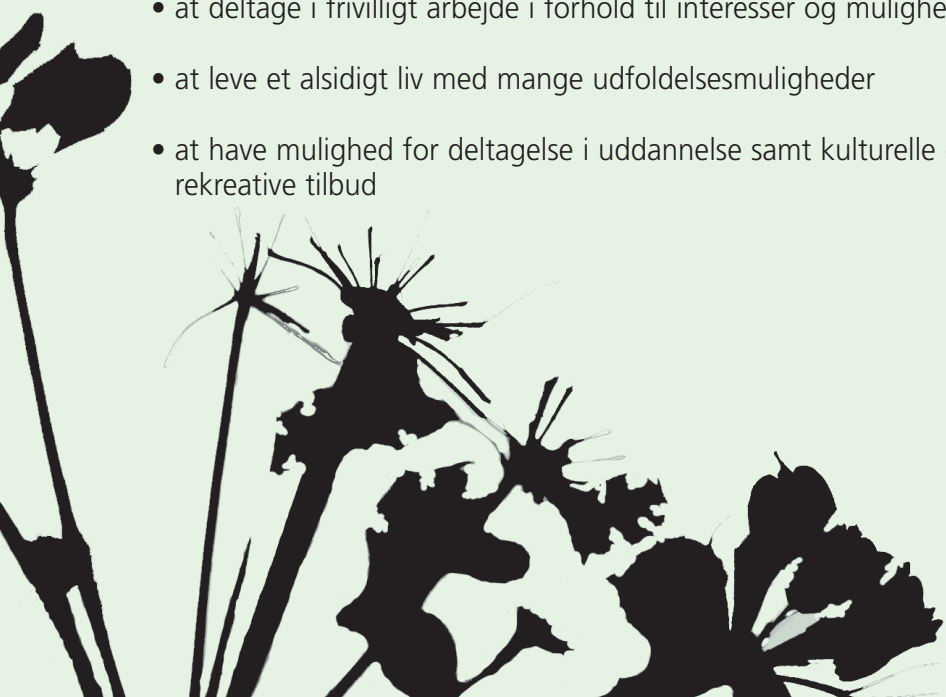 • at deltage i frivilligt arbejde i forhold til interesser og
• at leve et alsidigt liv med mange udfoldelsesmuligheder
• at have mulighed for deltagelse i uddannelse samt kulturelle
rekreative tilbud